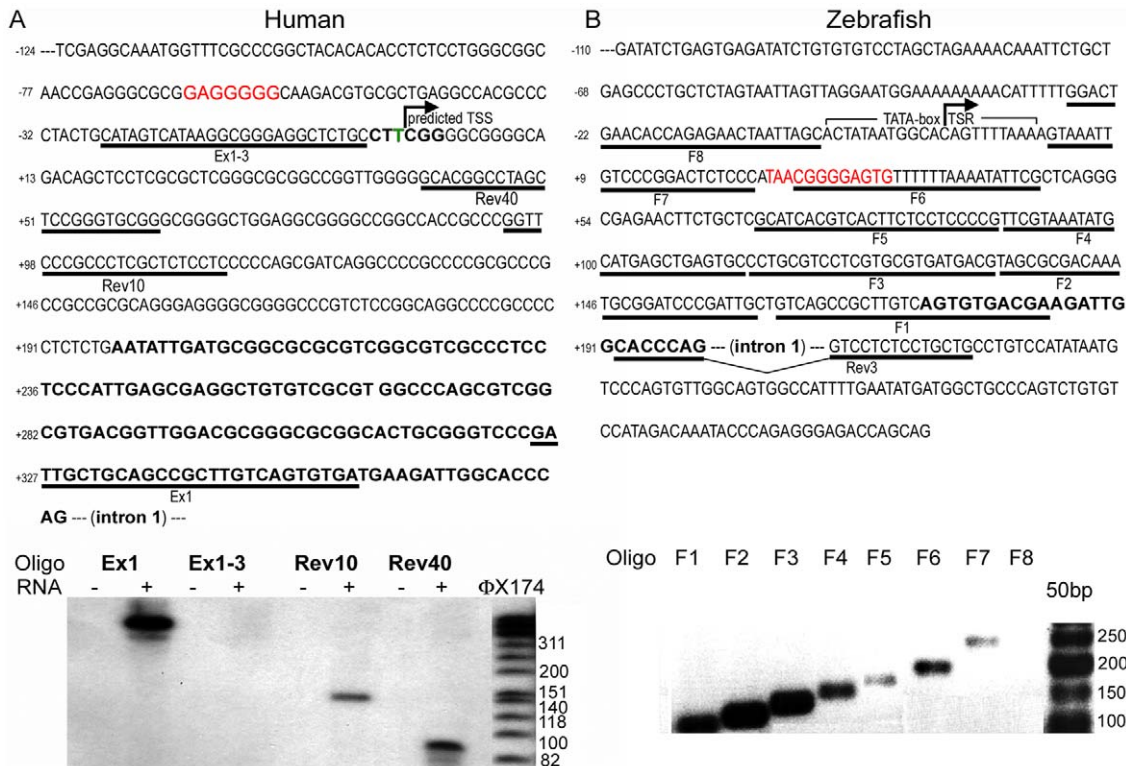 A Human
-124 ---TCGAGGCAAATGGTTTCGCCCGGCTACACACACCTCTCCTGGGCGGC
-77 AACCGAGGGCGCGGAGGGGGCAAGACGTGCGCTGAGGCCACGCCC
predicted TSS
-32 CTACTGCATAGTCATAAGGCGGGAGGCTCTGCCTTCGGGGCGGGGCA
Ex1-3
+13 GACAGCTCCTCGCGCTCGGGCGCGGCCGGTTGGGGGCACGGCCTAGC
Rev40
+51 TCCGGGTGCGGGCGGGGCTGGAGGCGGGGCCGGCCACCGCCCGGTT
+98 CCCGCCCTCGCTCTCCTCCCCCAGCGATCAGGCCCCGCCCCGCGCCCG
Rev10
+146 CCGCCGCGCAGGGAGGGGCGGGGCCCGTCTCCGGCAGGCCCCGCCCC
+191 CTCTCTGAATATTGATGCGGCGCGCGTCGGCGTCGCCCTCC
+236 TCCCATTGAGCGAGGCTGTGTCGCGT GGCCCAGCGTCGG
+282 CGTGACGGTTGGACGCGGGCGCGGCACTGCGGGTCCCGA
+327 TTGCTGCAGCCGCTTGTCAGTGTGATGAAGATTGGCACCC
Ex1
AG --- (intron 1) ---
B Zebrafish
-110 ---GATATCTGAGTGAGATATCTGTGTGTCCTAGCTAGAAAACAAATTCTGCT
-68 GAGCCCTGCTCTAGTAATTAGTTAGGAATGGAAAAAAAAAACATTTTTGGACT
TATA-box TSR
-22 GAACACCAGAGAACTAATTAGCACTATAATGGCACAGTTTTAAAAGTAAATT
F8
+9 GTCCCGGACTCTCCCATAACGGGGAGTGTTTTTTAAAATATTCGCTCAGGG
F7 F6
+54 CGAGAACTTCTGCTCGCATCACGTCACTTCTCCTCCCCGTTCGTAAATATG
F5 F4
+100 CATGAGCTGAGTGCCCTGCGTCCTCGTGCGTGATGACGTAGCGCGACAAA
F3 F2
+146 TGCGGATCCCGATTGCTGTCAGCCGCTTGTCAGTGTGACGAAGATTG
F1
+191 GCACCCAG --- (intron 1) ---GTCCTCTCCTGCTGCCTGTCCATATAATG
Rev3
TCCCAGTGTTGGCAGTGGCCATTTTGAATATGATGGCTGCCCAGTCTGTGT
CCATAGACAAATACCCAGAGGGAGACCAGCAG
Oligo Ex1 Ex1-3 Rev10 Rev40
RNA - + - + - + - + ΦX174
311
200
151
140
118
100
82
Oligo F1 F2 F3 F4 F5 F6 F7 F8
50bp
250
200
150
100